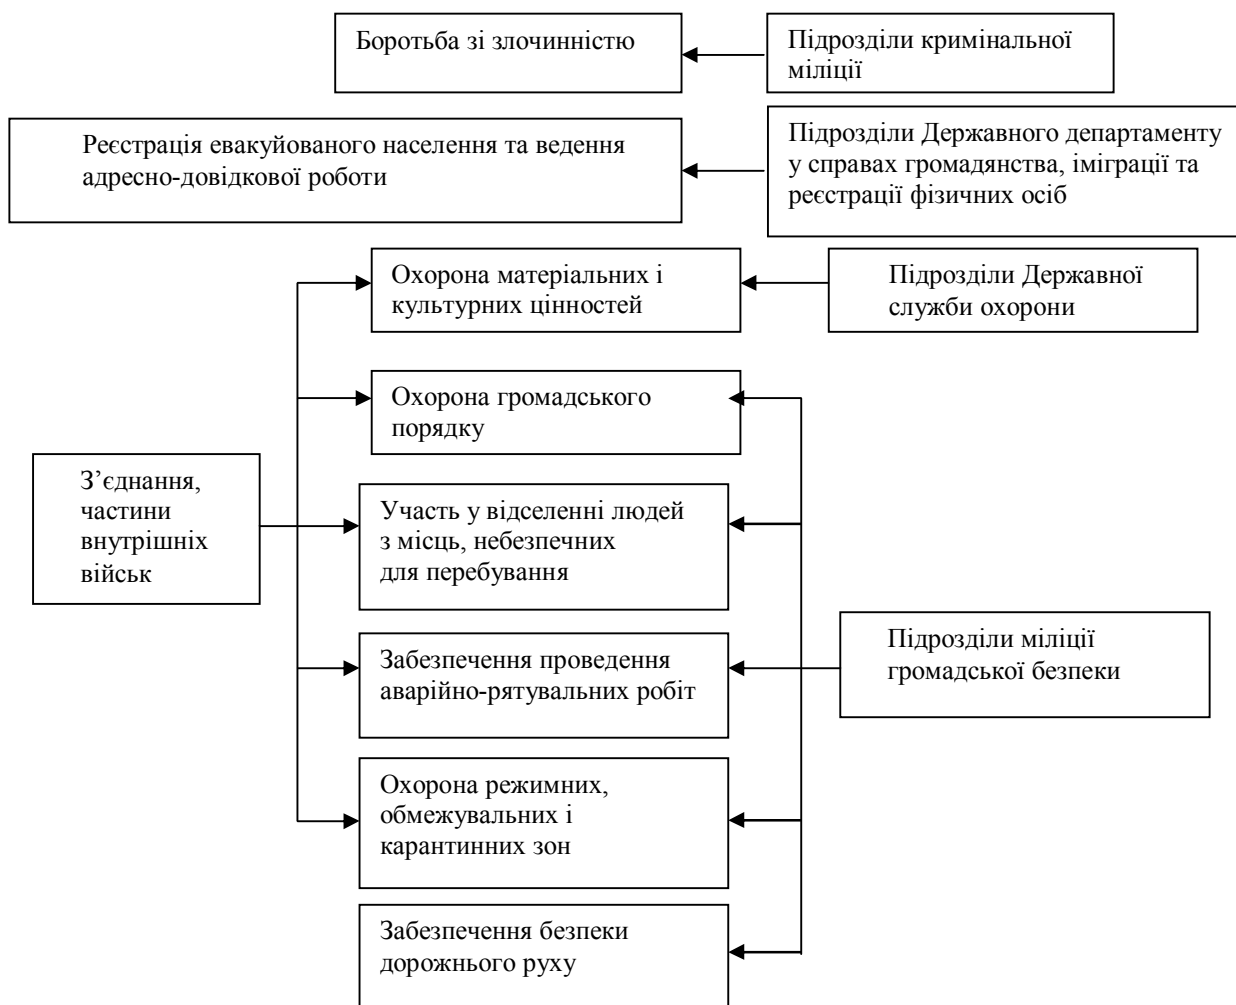 Боротьба зі злочинністю
Підрозділи кримінальної
міліції
Реєстрація евакуйованого населення та ведення
адресно-довідкової роботи
Підрозділи Державного департаменту
у справах громадянства, іміграції та
реєстрації фізичних осіб
Охорона матеріальних і
культурних цінностей
Підрозділи Державної
служби охорони
Охорона громадського
порядку
З’єднання,
частини
внутрішніх
військ
Участь у відселенні людей
з місць, небезпечних
для перебування
Забезпечення проведення
аварійно-рятувальних робіт
Підрозділи міліції
громадської безпеки
Охорона режимних,
обмежувальних і
карантинних зон
Забезпечення безпеки
дорожнього руху